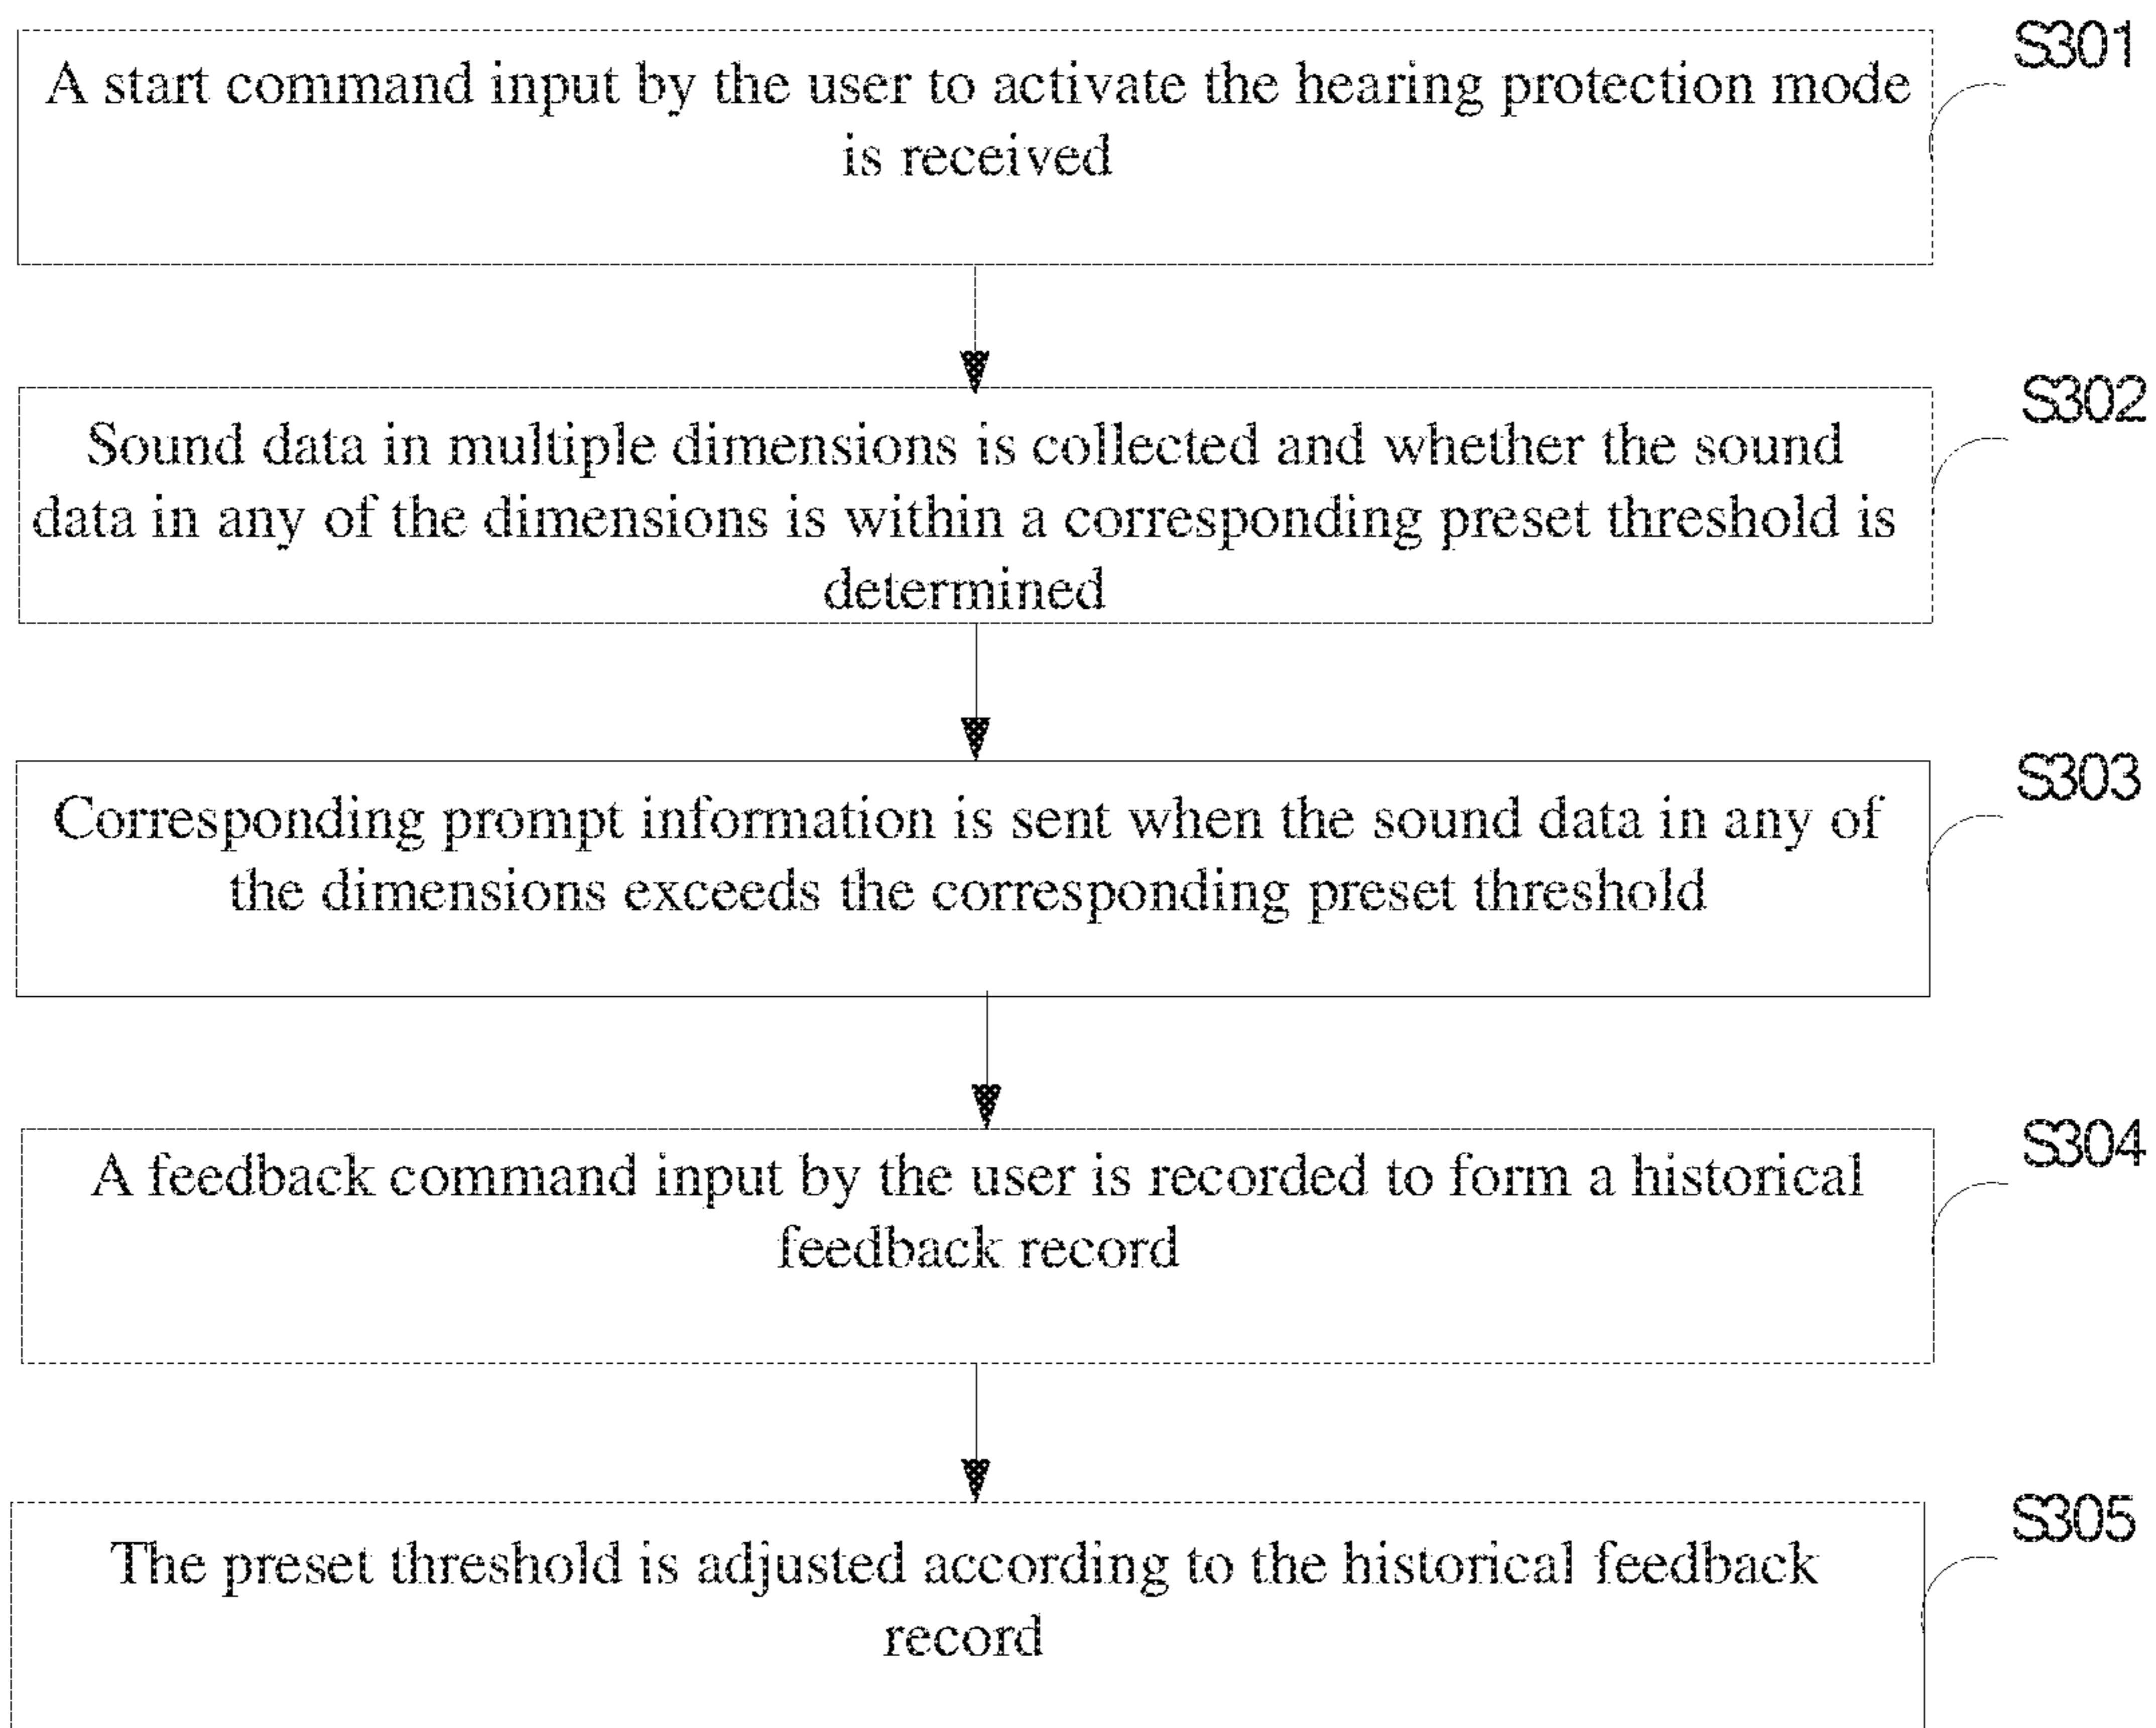 S301
A start command input by the user to activate the hearing protection mode
is received
S302
Sound data in multiple dimensions is collected and whether the sound
data in any of the dimensions is within a corresponding preset threshold is
determined
S303
Corresponding prompt information is sent when the sound data in any of
the dimensions exceeds the corresponding preset threshold
S304
A feedback command input by the user is recorded to form a historical
feedback record
S305
The preset threshold is adjusted according to the historical feedback
record